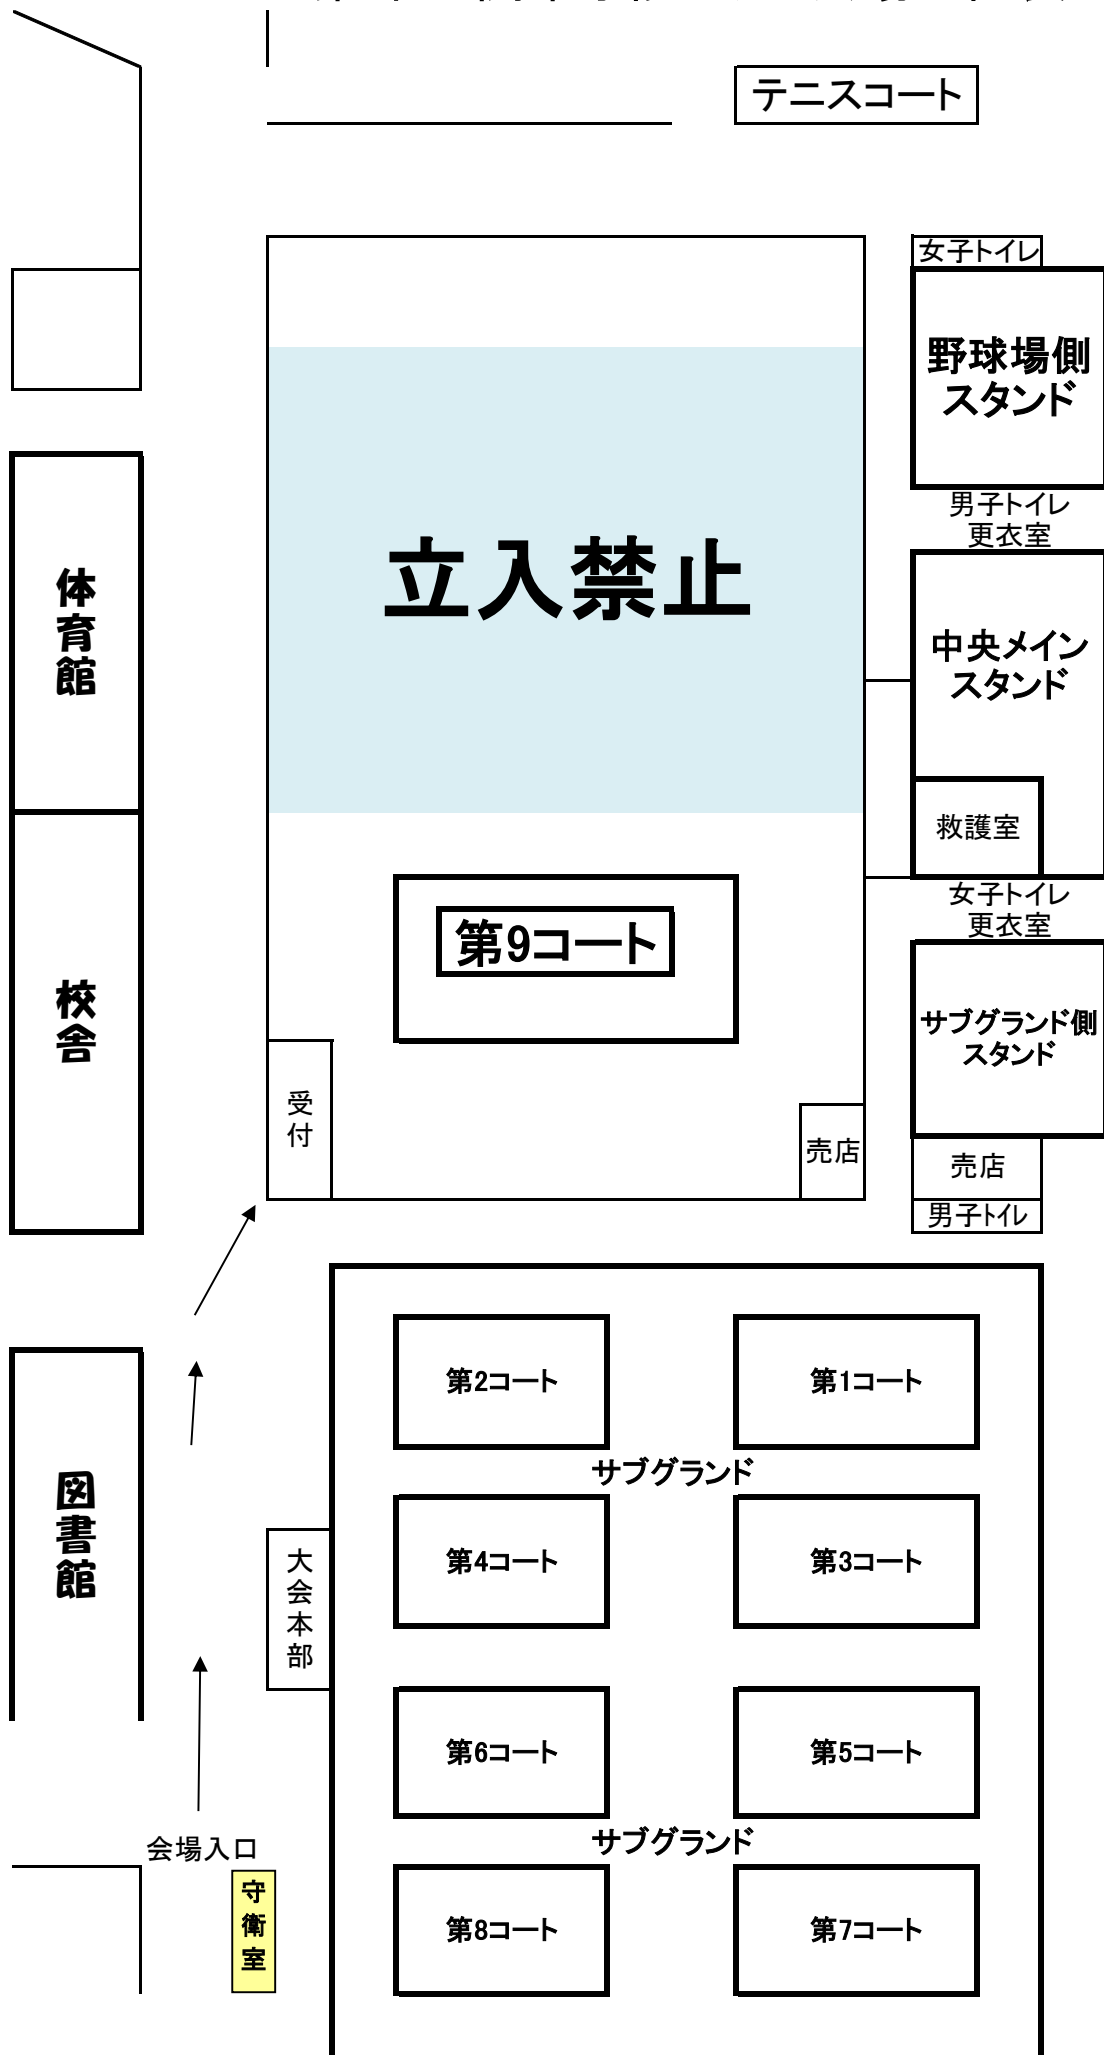 テニスコート
女子トイレ
野球場側
スタンド
男子トイレ
更衣室
立入禁止
体育館
中央メイン
スタンド
救護室
女子トイレ
更衣室
第9コート
校舎
サブグランド側
スタンド
受付
売店
売店
男子トイレ
第2コート
第1コート
サブグランド
図書館
第4コート
第3コート
大会本部
第6コート
第5コート
会場入口
サブグランド
守衛室
第8コート
第7コート